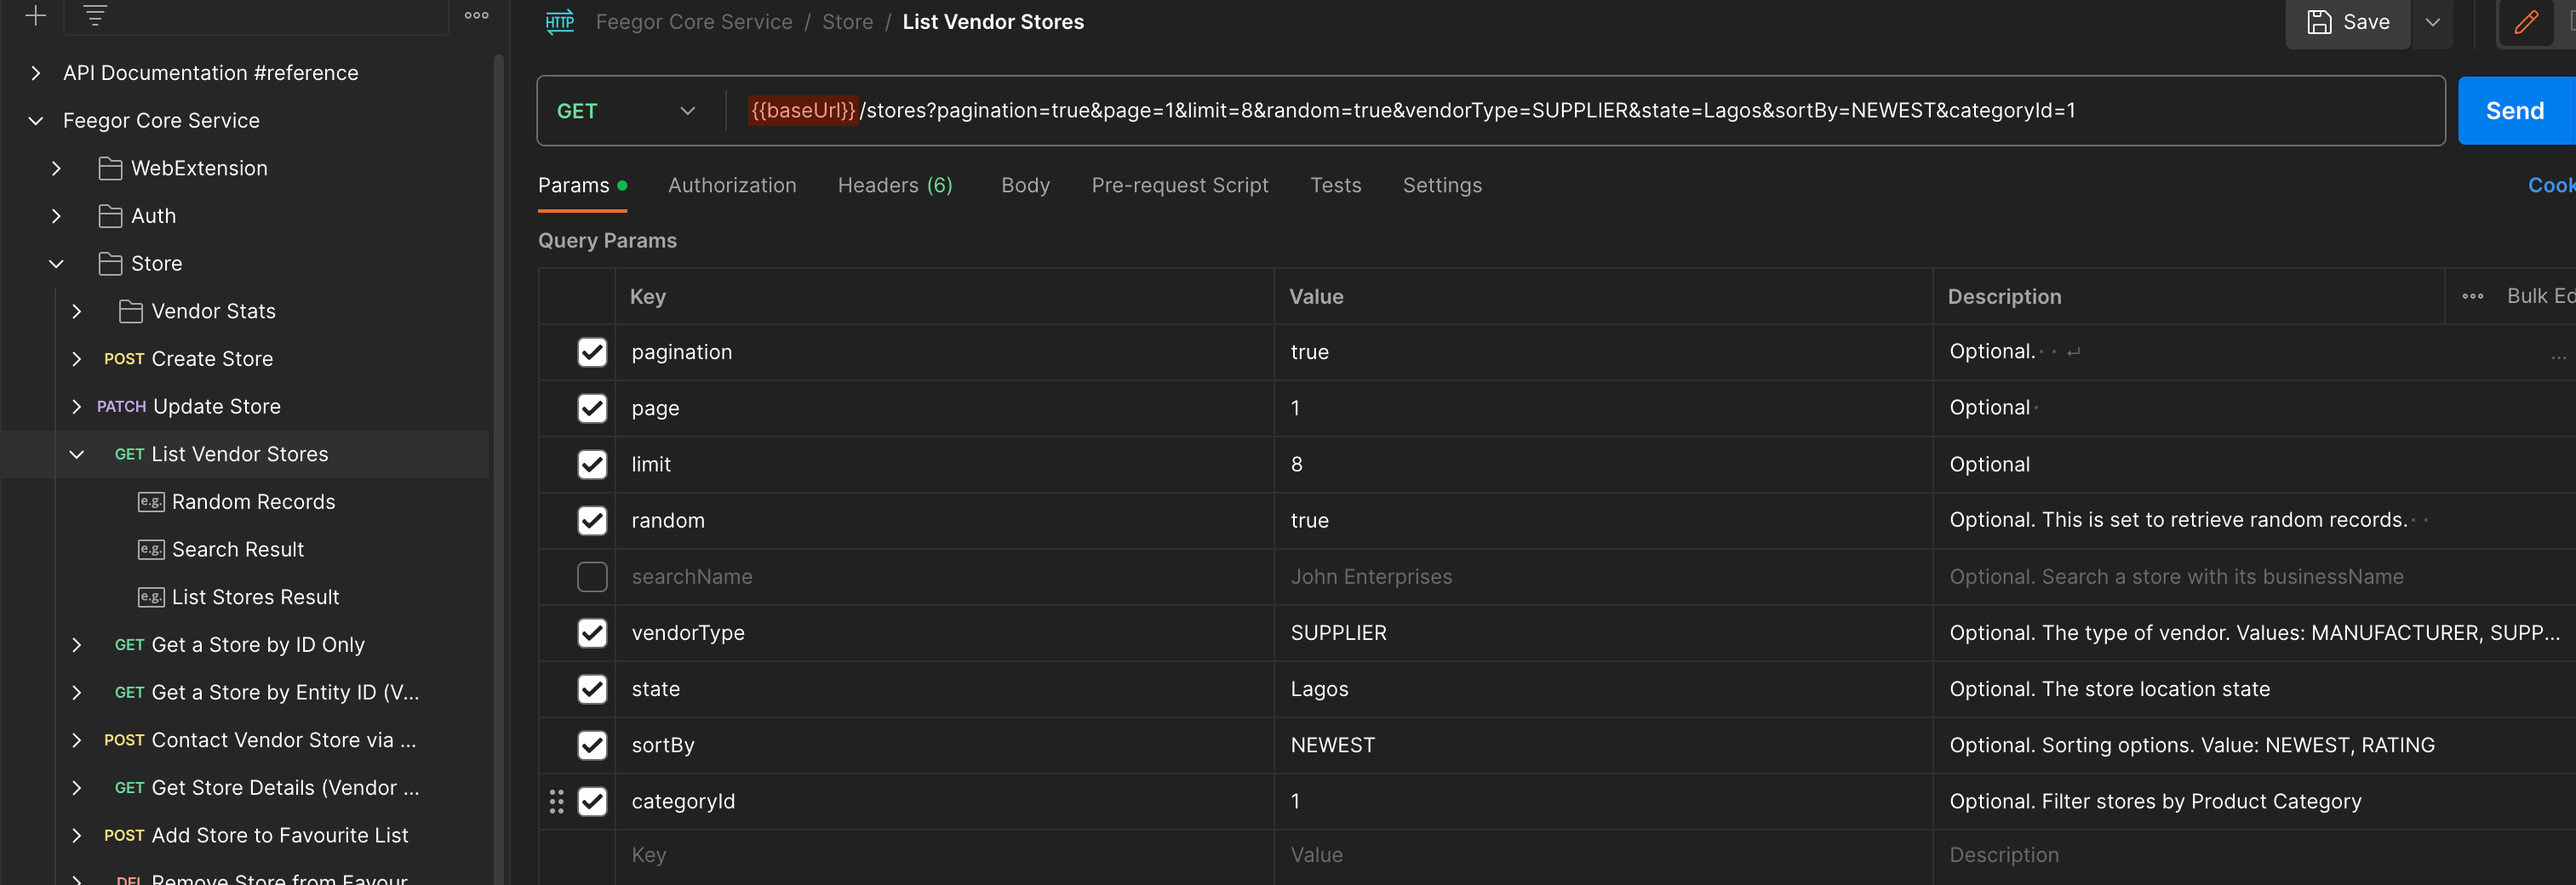 HTTP Feegor Core Service / Store / List Vendor Stores
Save
API Documentation #reference
Feegor Core Service
WebExtension
Auth
Store
Vendor Stats
POST Create Store
PATCH Update Store
GET List Vendor Stores
e.g. Random Records
e.g. Search Result
e.g. List Stores Result
GET Get a Store by ID Only
GET Get a Store by Entity ID (V...
POST Contact Vendor Store via ...
GET Get Store Details (Vendor ...
POST Add Store to Favourite List
DEL Remove Store from Favour
GET {{baseUrl}}/stores?pagination=true&page=1&limit=8&random=true&vendorType=SUPPLIER&state=Lagos&sortBy=NEWEST&categoryId=1
Send
Params Authorization Headers (6) Body Pre-request Script Tests Settings
Cook
Query Params
Key Value Description ... Bulk Ed
pagination true Optional. ...
page 1 Optional
limit 8 Optional
random true Optional. This is set to retrieve random records.
searchName John Enterprises Optional. Search a store with its businessName
vendorType SUPPLIER Optional. The type of vendor. Values: MANUFACTURER, SUPP...
state Lagos Optional. The store location state
sortBy NEWEST Optional. Sorting options. Value: NEWEST, RATING
categoryId 1 Optional. Filter stores by Product Category
Key Value Description